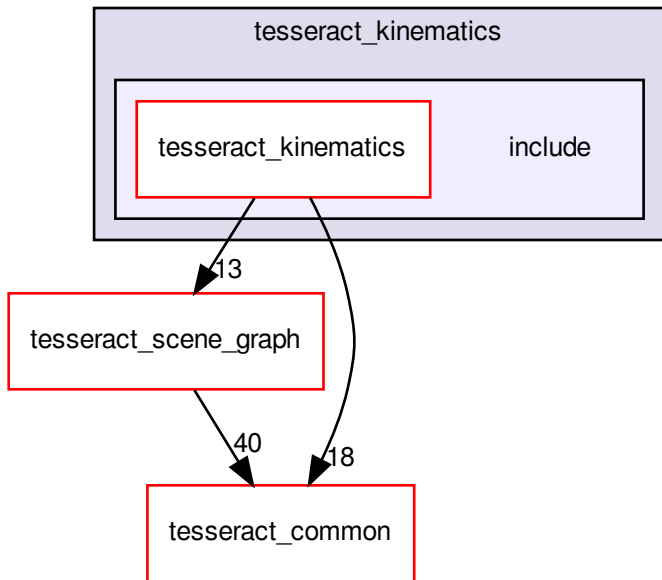 tesseract_kinematics
tesseract_kinematics
include
13
tesseract_scene_graph
40
18
tesseract_common